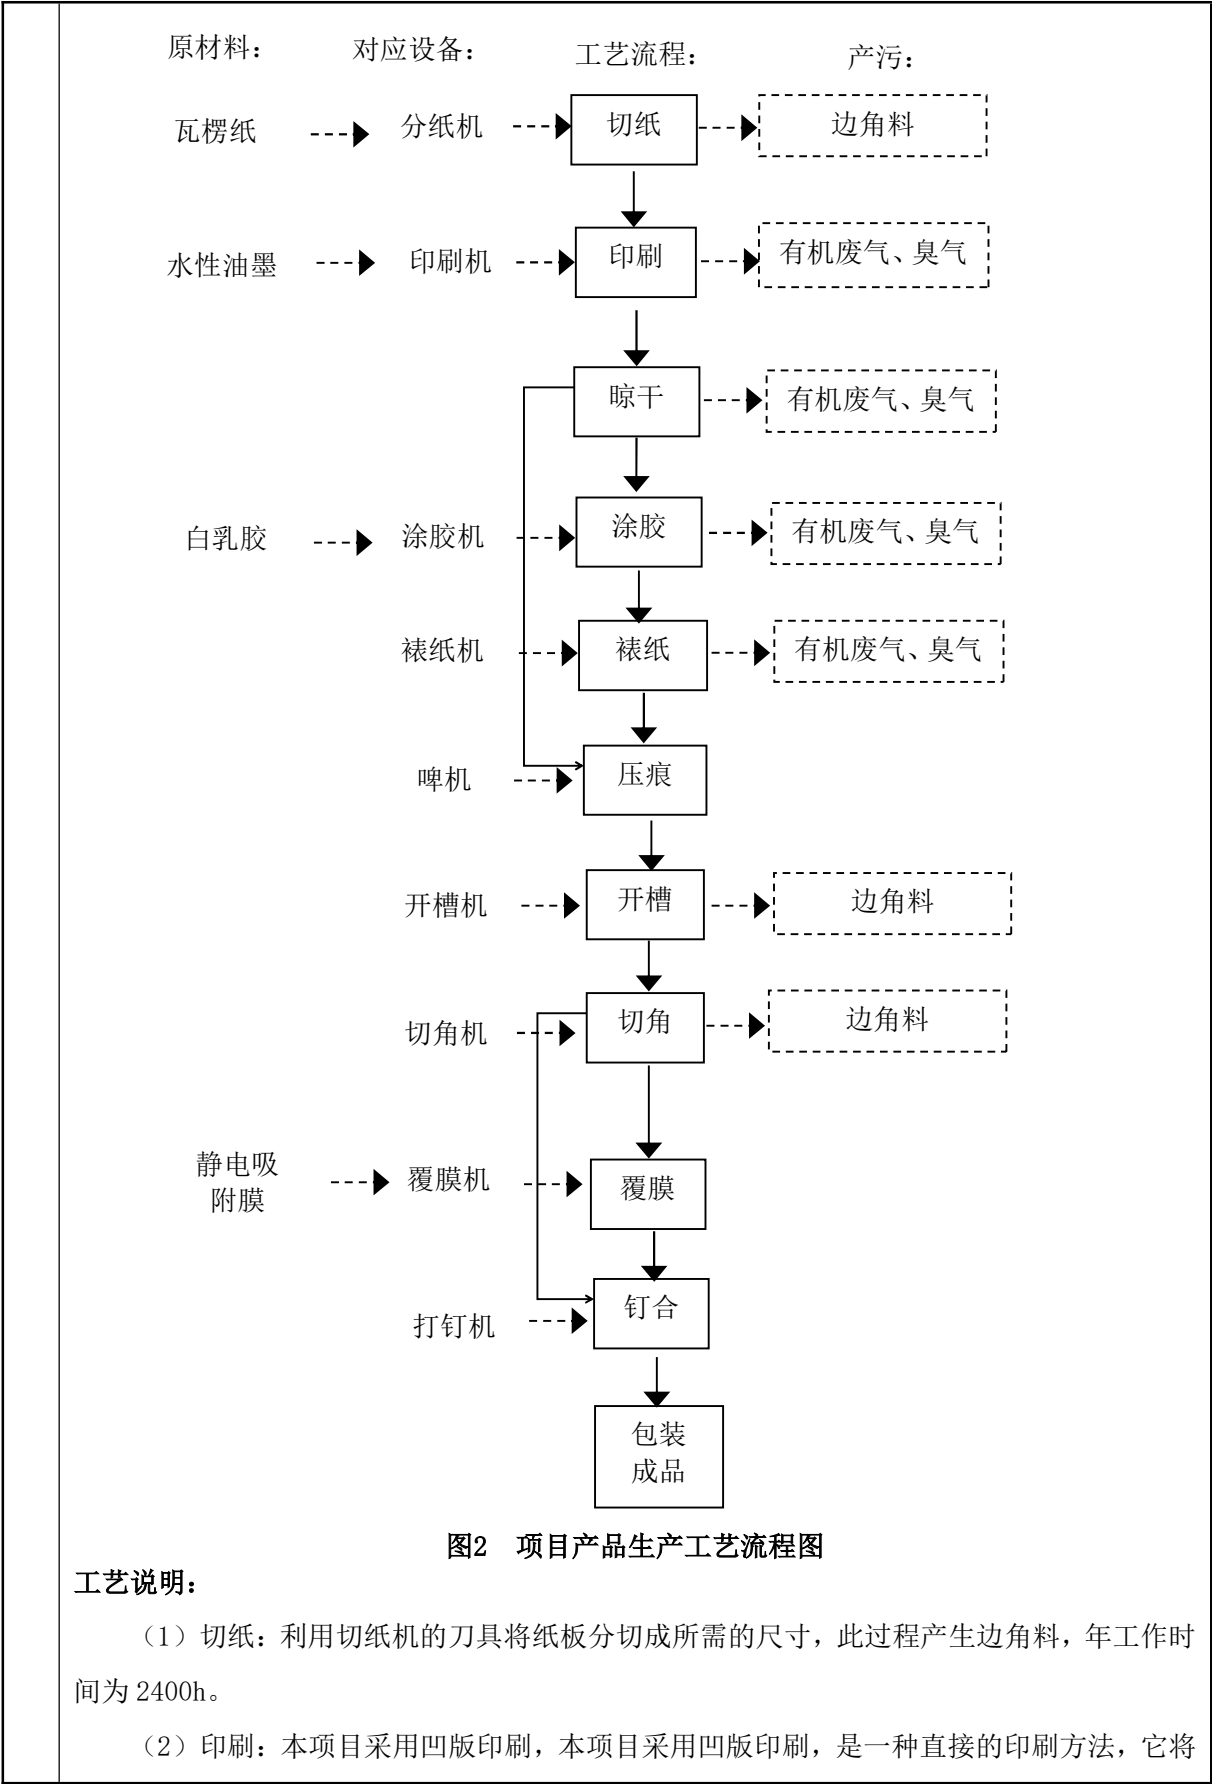 原材料： 对应设备： 工艺流程： 产污：
瓦楞纸 分纸机 切纸 边角料
水性油墨 印刷机 印刷 有机废气、臭气
晾干 有机废气、臭气
白乳胶 涂胶机 涂胶 有机废气、臭气
裱纸机 裱纸 有机废气、臭气
啤机 压痕
开槽机 开槽 边角料
切角机 切角 边角料
静电吸
附膜
覆膜机 覆膜
打钉机 钉合
包装
成品
图2 项目产品生产工艺流程图
工艺说明：
（1）切纸：利用切纸机的刀具将纸板分切成所需的尺寸，此过程产生边角料，年工作时
间为 2400h。
（2）印刷：本项目采用凹版印刷，本项目采用凹版印刷，是一种直接的印刷方法，它将